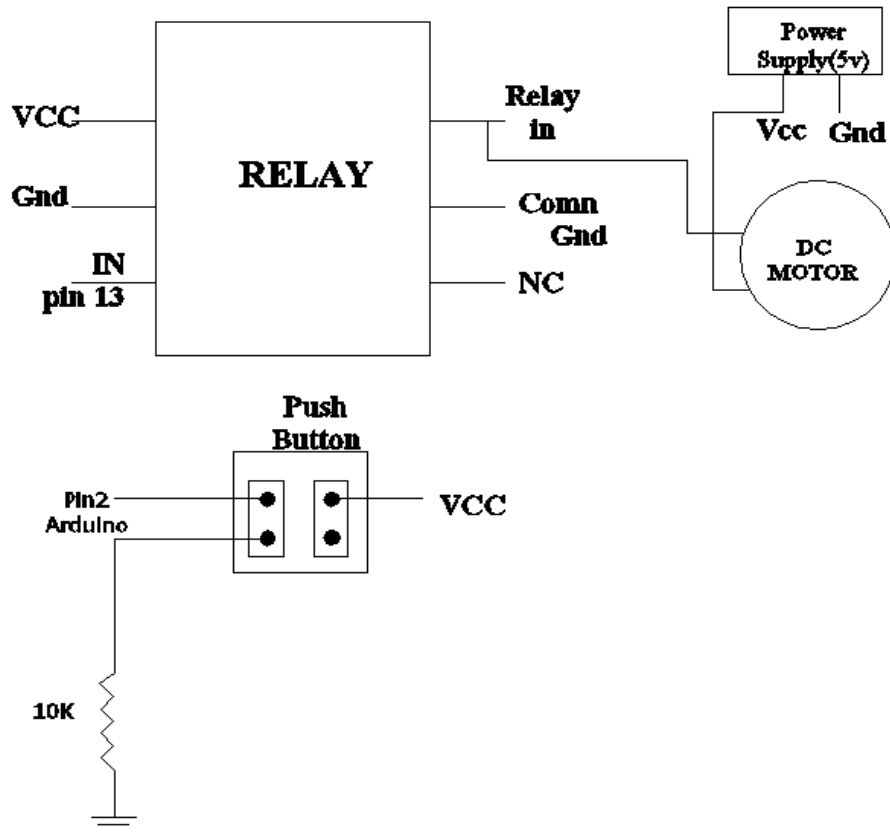 Power
Supply(5v)
Vcc Gnd
VCC
Gnd
IN
pin 13
RELAY
Relay
in
Comn
Gnd
NC
DC
MOTOR
Push
Button
Pin2
Arduino
VCC
10K